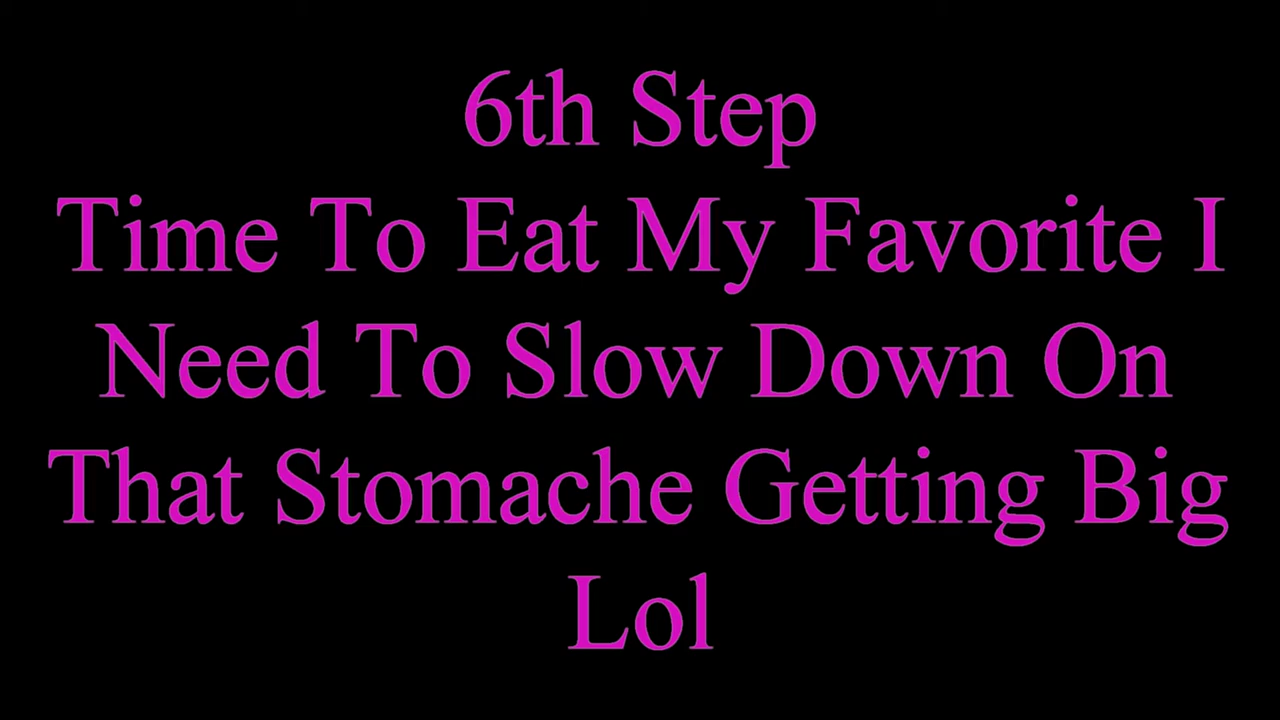 6th Step
Time To Eat My Favorite I
Need To Slow Down On
That Stomache Getting Big
Lol